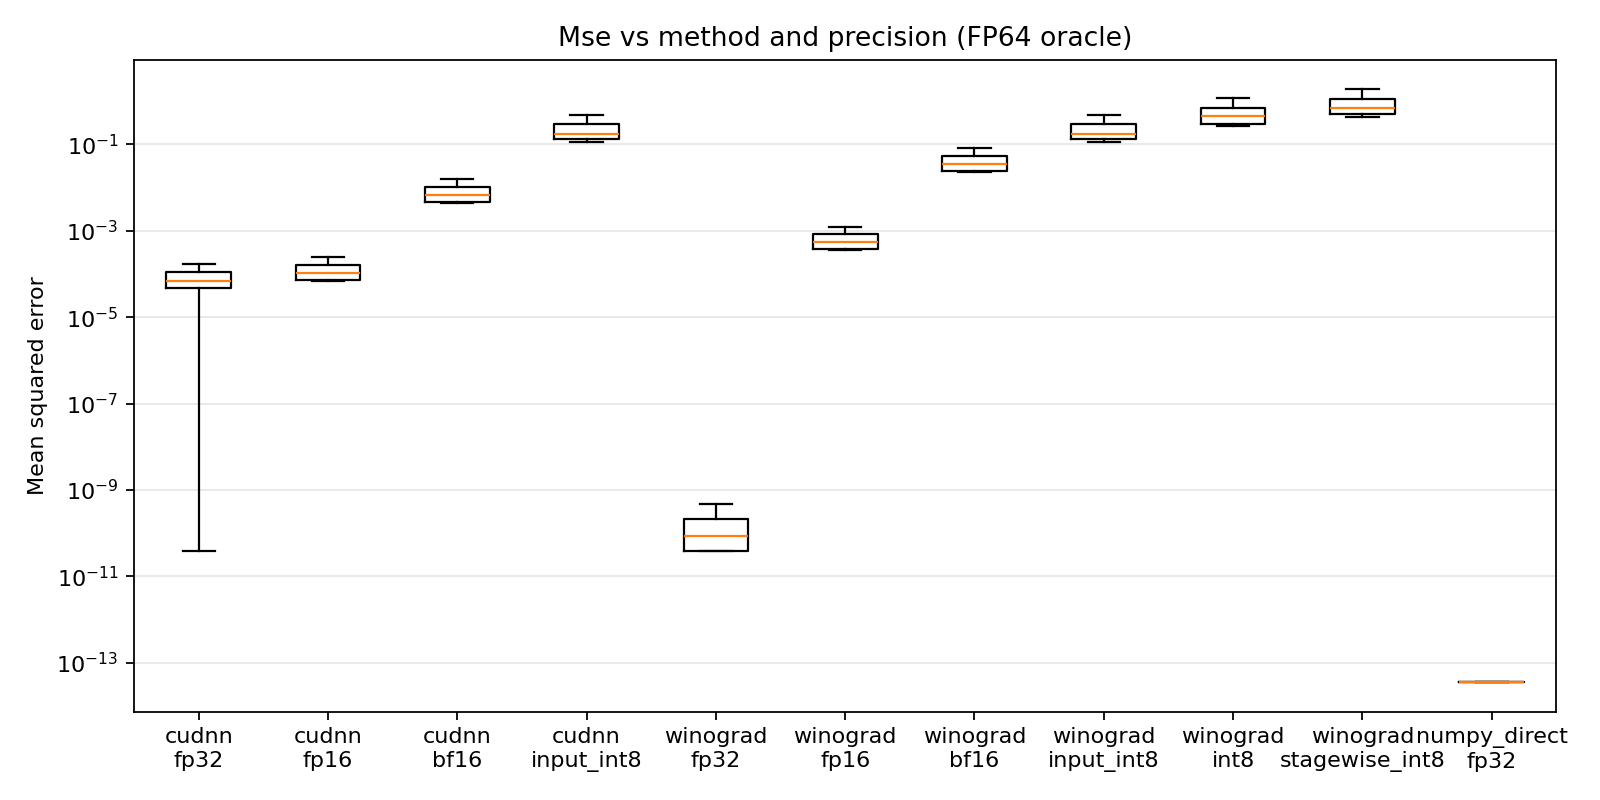 Mse vs method and precision (FP64 oracle)
Mean squared error
10⁻¹
10⁻³
10⁻⁵
10⁻⁷
10⁻⁹
10⁻¹¹
10⁻¹³
cudnn
fp32
cudnn
fp16
cudnn
bf16
cudnn
input_int8
winograd
fp32
winograd
fp16
winograd
bf16
winograd
input_int8
winograd
int8
winograd
stagewise_int8
numpy_direct
fp32